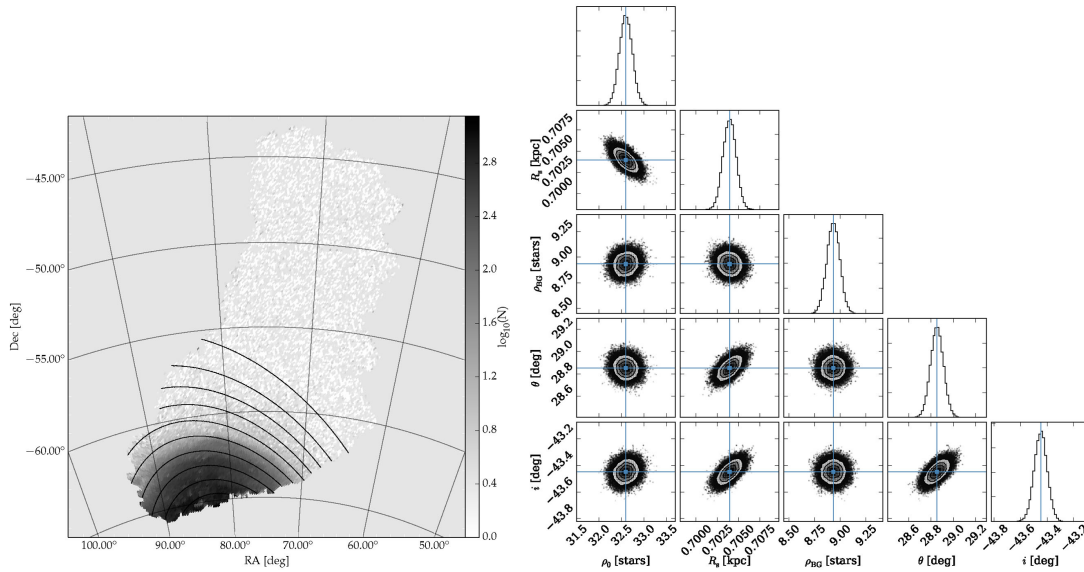 −45.00°
−50.00°
−55.00°
−60.00°
Dec [deg]
100.00° 90.00° 80.00° 70.00° 60.00° 50.00°
RA [deg]
2.8
2.4
2.0
1.6
1.2
0.8
0.4
0.0
log₁₀(N)
0.7075
0.7050
0.7025
0.7000
R_s [kpc]
9.25
9.00
8.75
8.50
ρ_BG [stars]
29.2
29.0
28.8
28.6
θ [deg]
−43.2
−43.4
−43.6
−43.8
i [deg]
31.5 32.0 32.5 33.0 33.5
ρ₀ [stars]
0.7000 0.7025 0.7050 0.7075
R_s [kpc]
8.50 8.75 9.00 9.25
ρ_BG [stars]
28.6 28.8 29.0 29.2
θ [deg]
−43.8 −43.6 −43.4
i [deg]